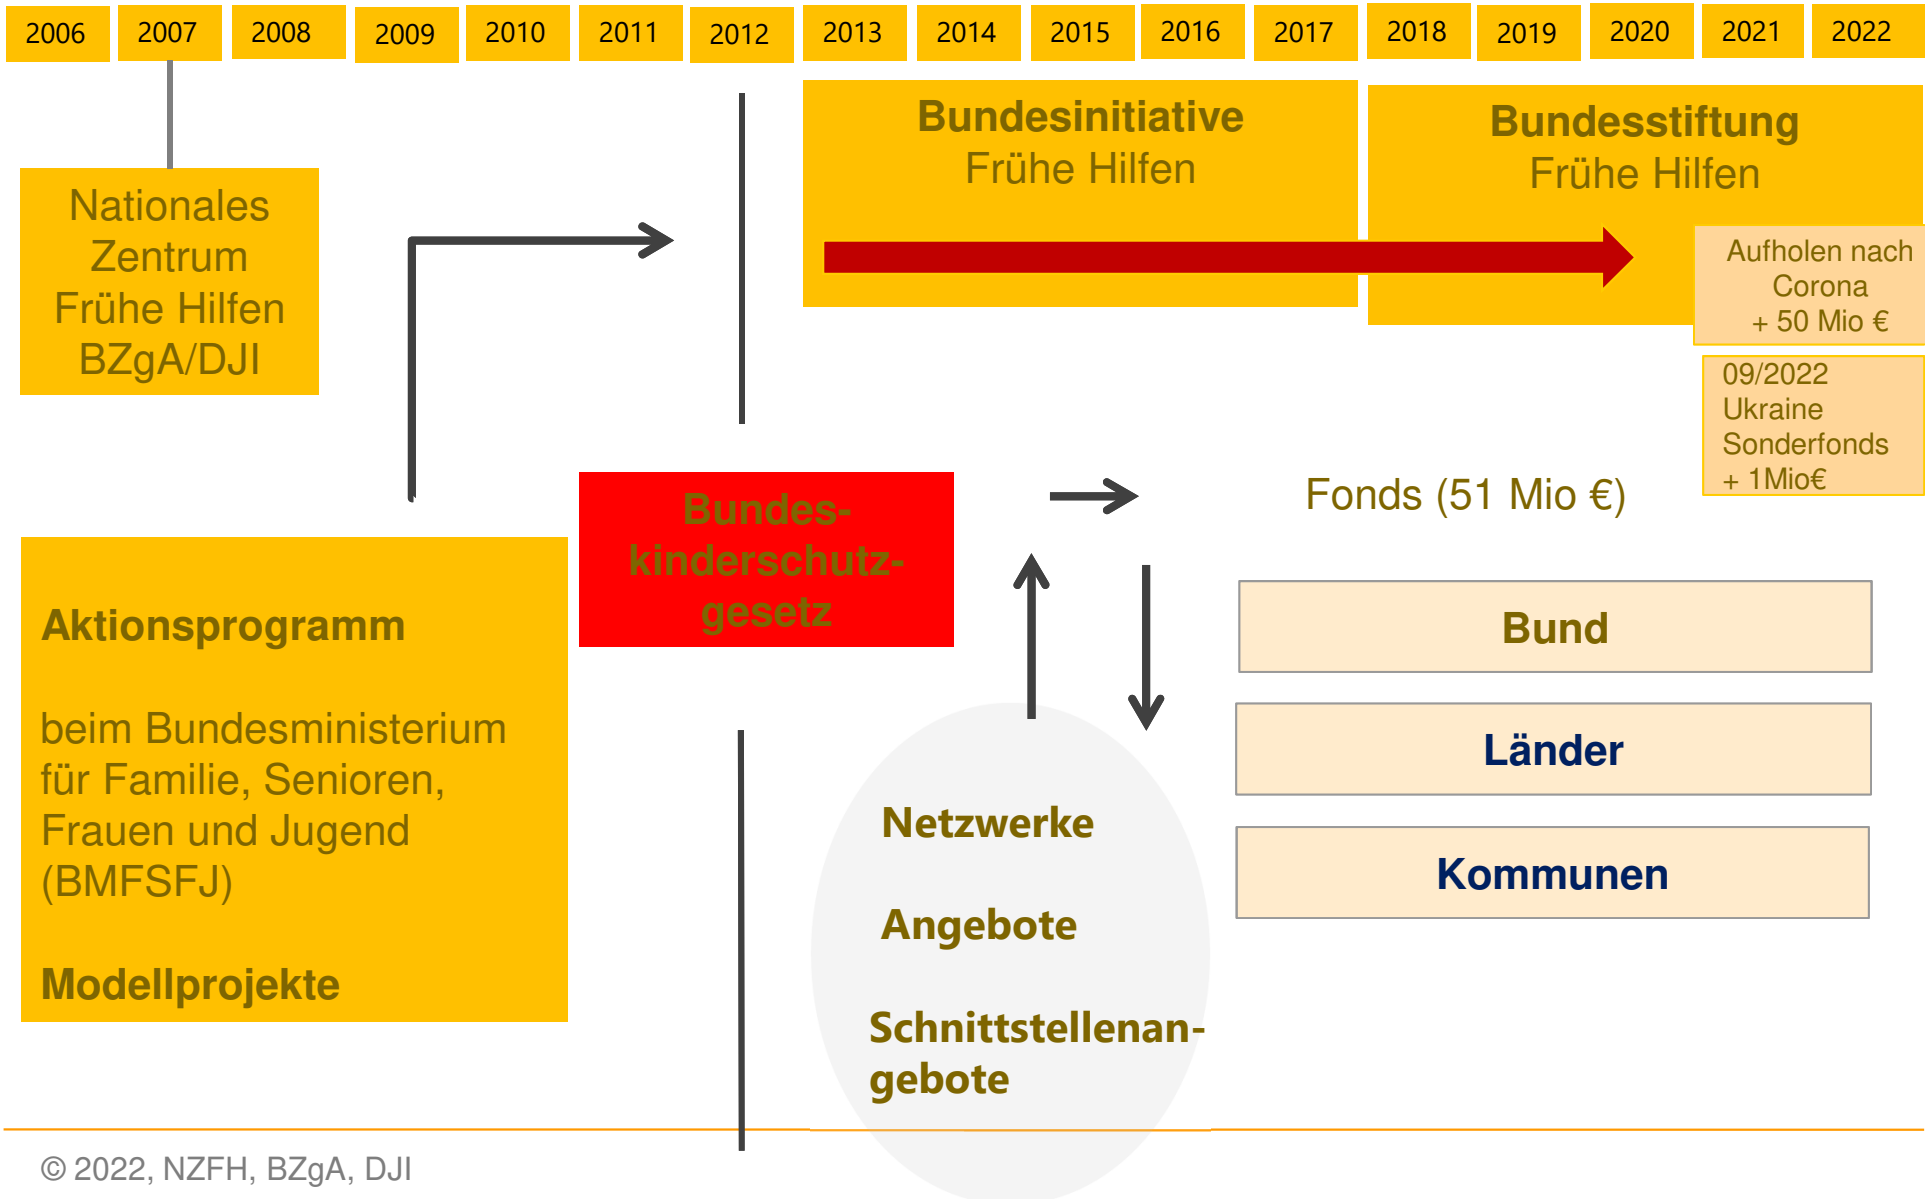 2006 2007 2008 2009 2010 2011 2012 2013 2014 2015 2016 2017 2018 2019 2020 2021 2022
Nationales
Zentrum
Frühe Hilfen
BZgA/DJI
Bundesinitiative
Frühe Hilfen
Bundesstiftung
Frühe Hilfen
Aufholen nach
Corona
+ 50 Mio €
09/2022
Ukraine
Sonderfonds
+ 1Mio€
Aktionsprogramm
beim Bundesministerium
für Familie, Senioren,
Frauen und Jugend
(BMFSFJ)
Modellprojekte
Bundes-
kinderschutz-
gesetz
Fonds (51 Mio €)
Bund
Länder
Kommunen
Netzwerke
Angebote
Schnittstellenan-
gebote
© 2022, NZFH, BZgA, DJI